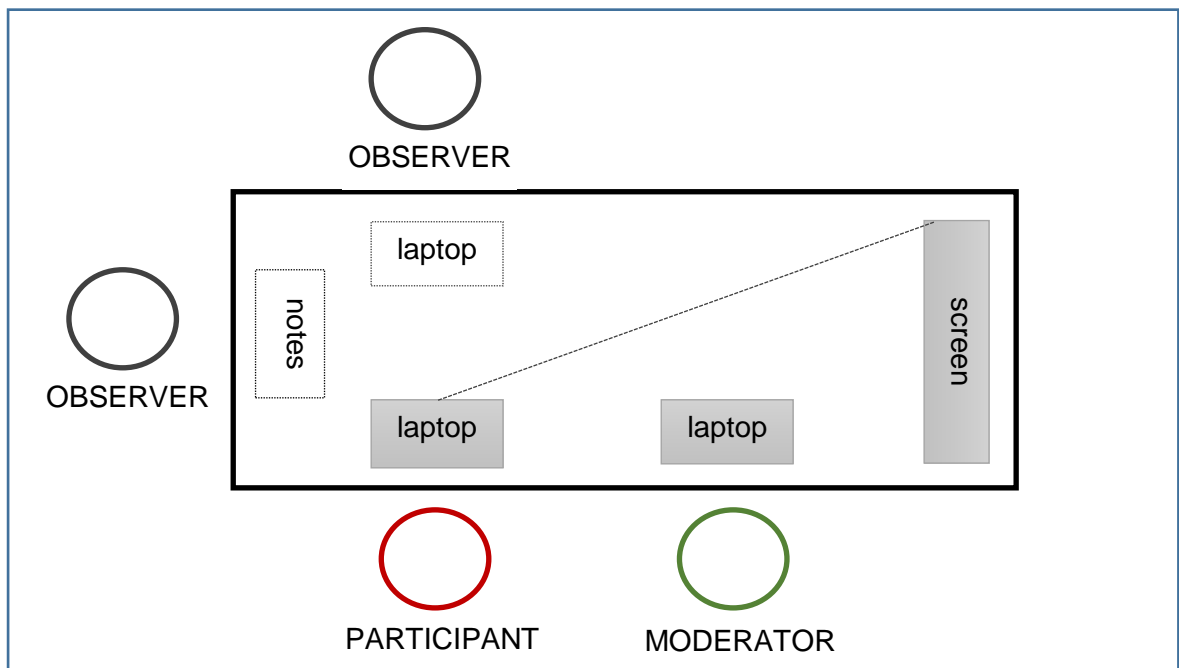 OBSERVER
laptop
notes
screen
OBSERVER
laptop
laptop
PARTICIPANT
MODERATOR